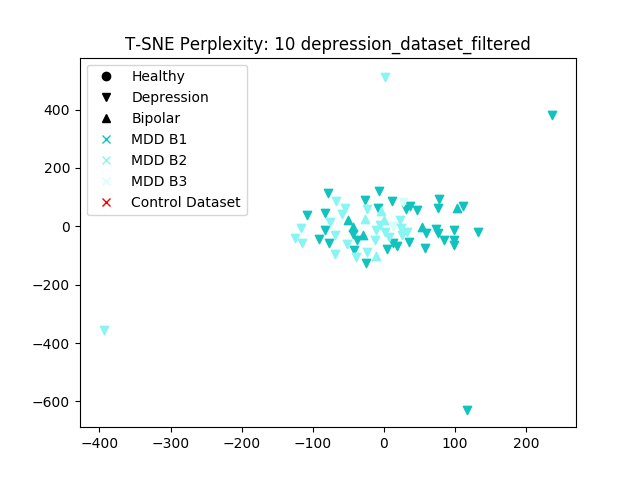 T-SNE Perplexity: 10 depression_dataset_filtered
Healthy
Depression
Bipolar
MDD B1
MDD B2
MDD B3
Control Dataset
400
200
0
−200
−400
−600
−400 −300 −200 −100 0 100 200